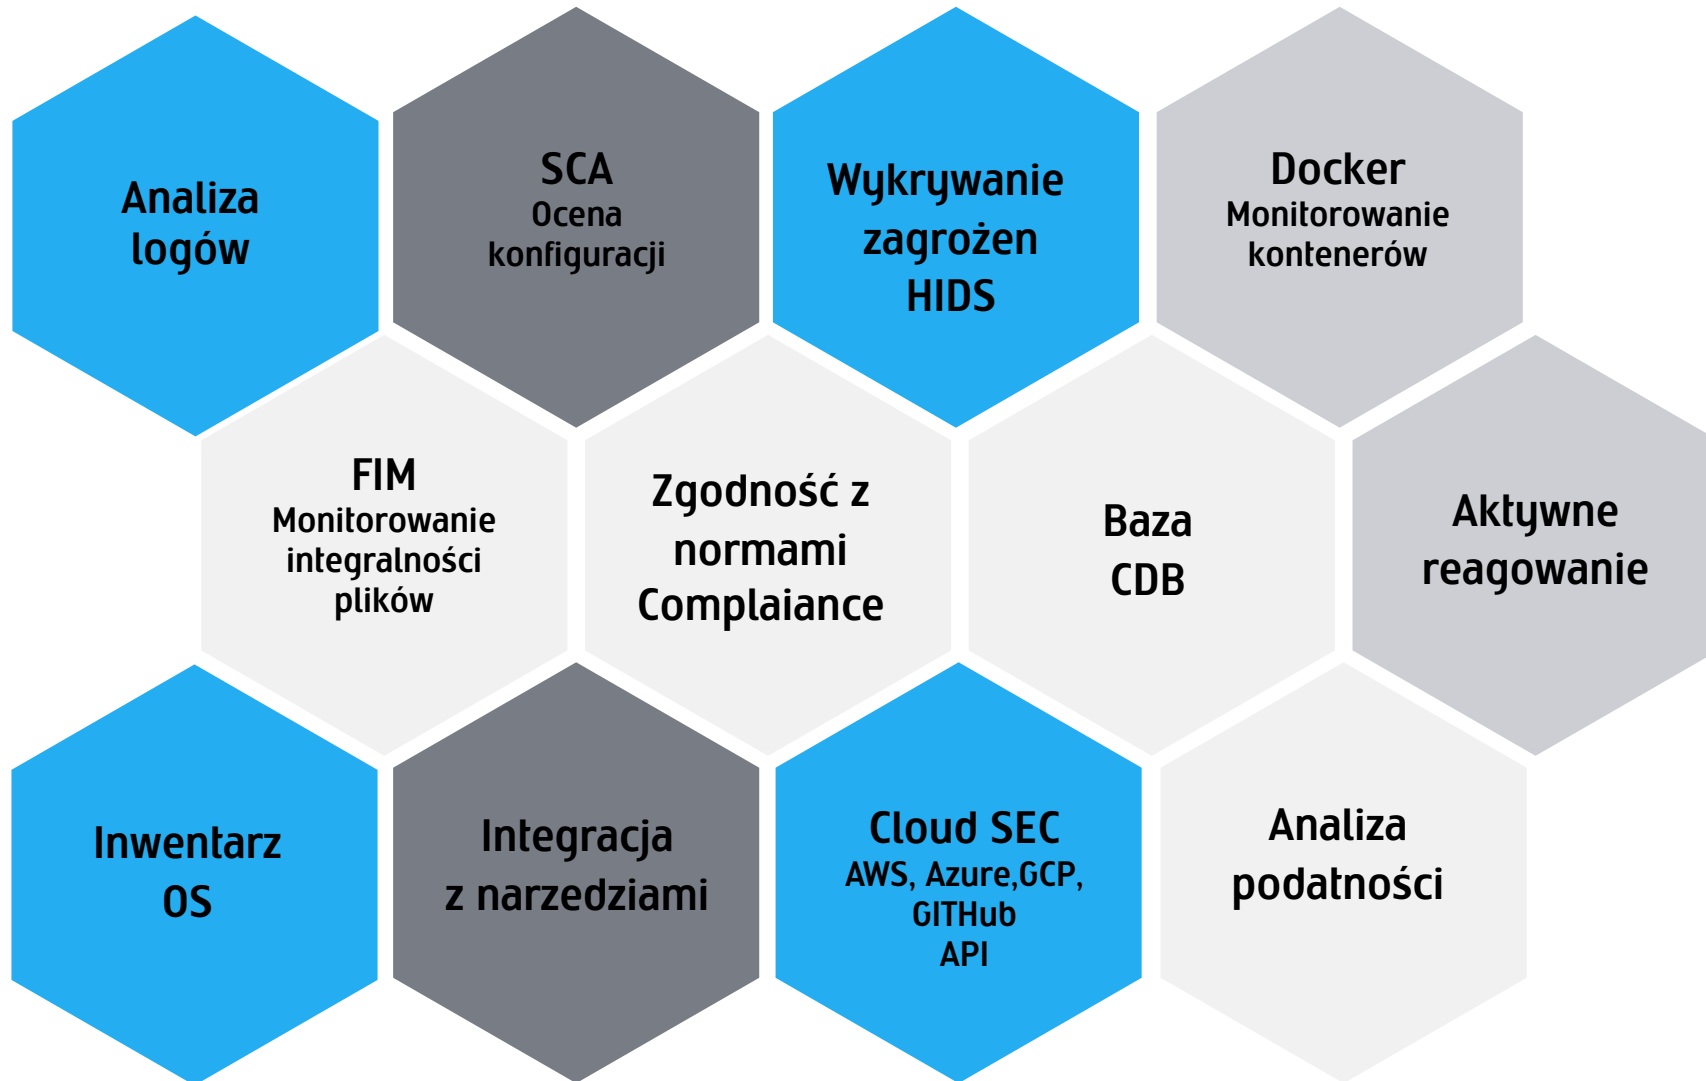 Analiza
logów
SCA
Ocena
konfiguracji
Wykrywanie
zagrożen
HIDS
Docker
Monitorowanie
kontenerów
FIM
Monitorowanie
integralności
plików
Zgodność z
normami
Complaiance
Baza
CDB
Aktywne
reagowanie
Inwentarz
OS
Integracja
z narzedziami
Cloud SEC
AWS, Azure,GCP,
GITHub
API
Analiza
podatności